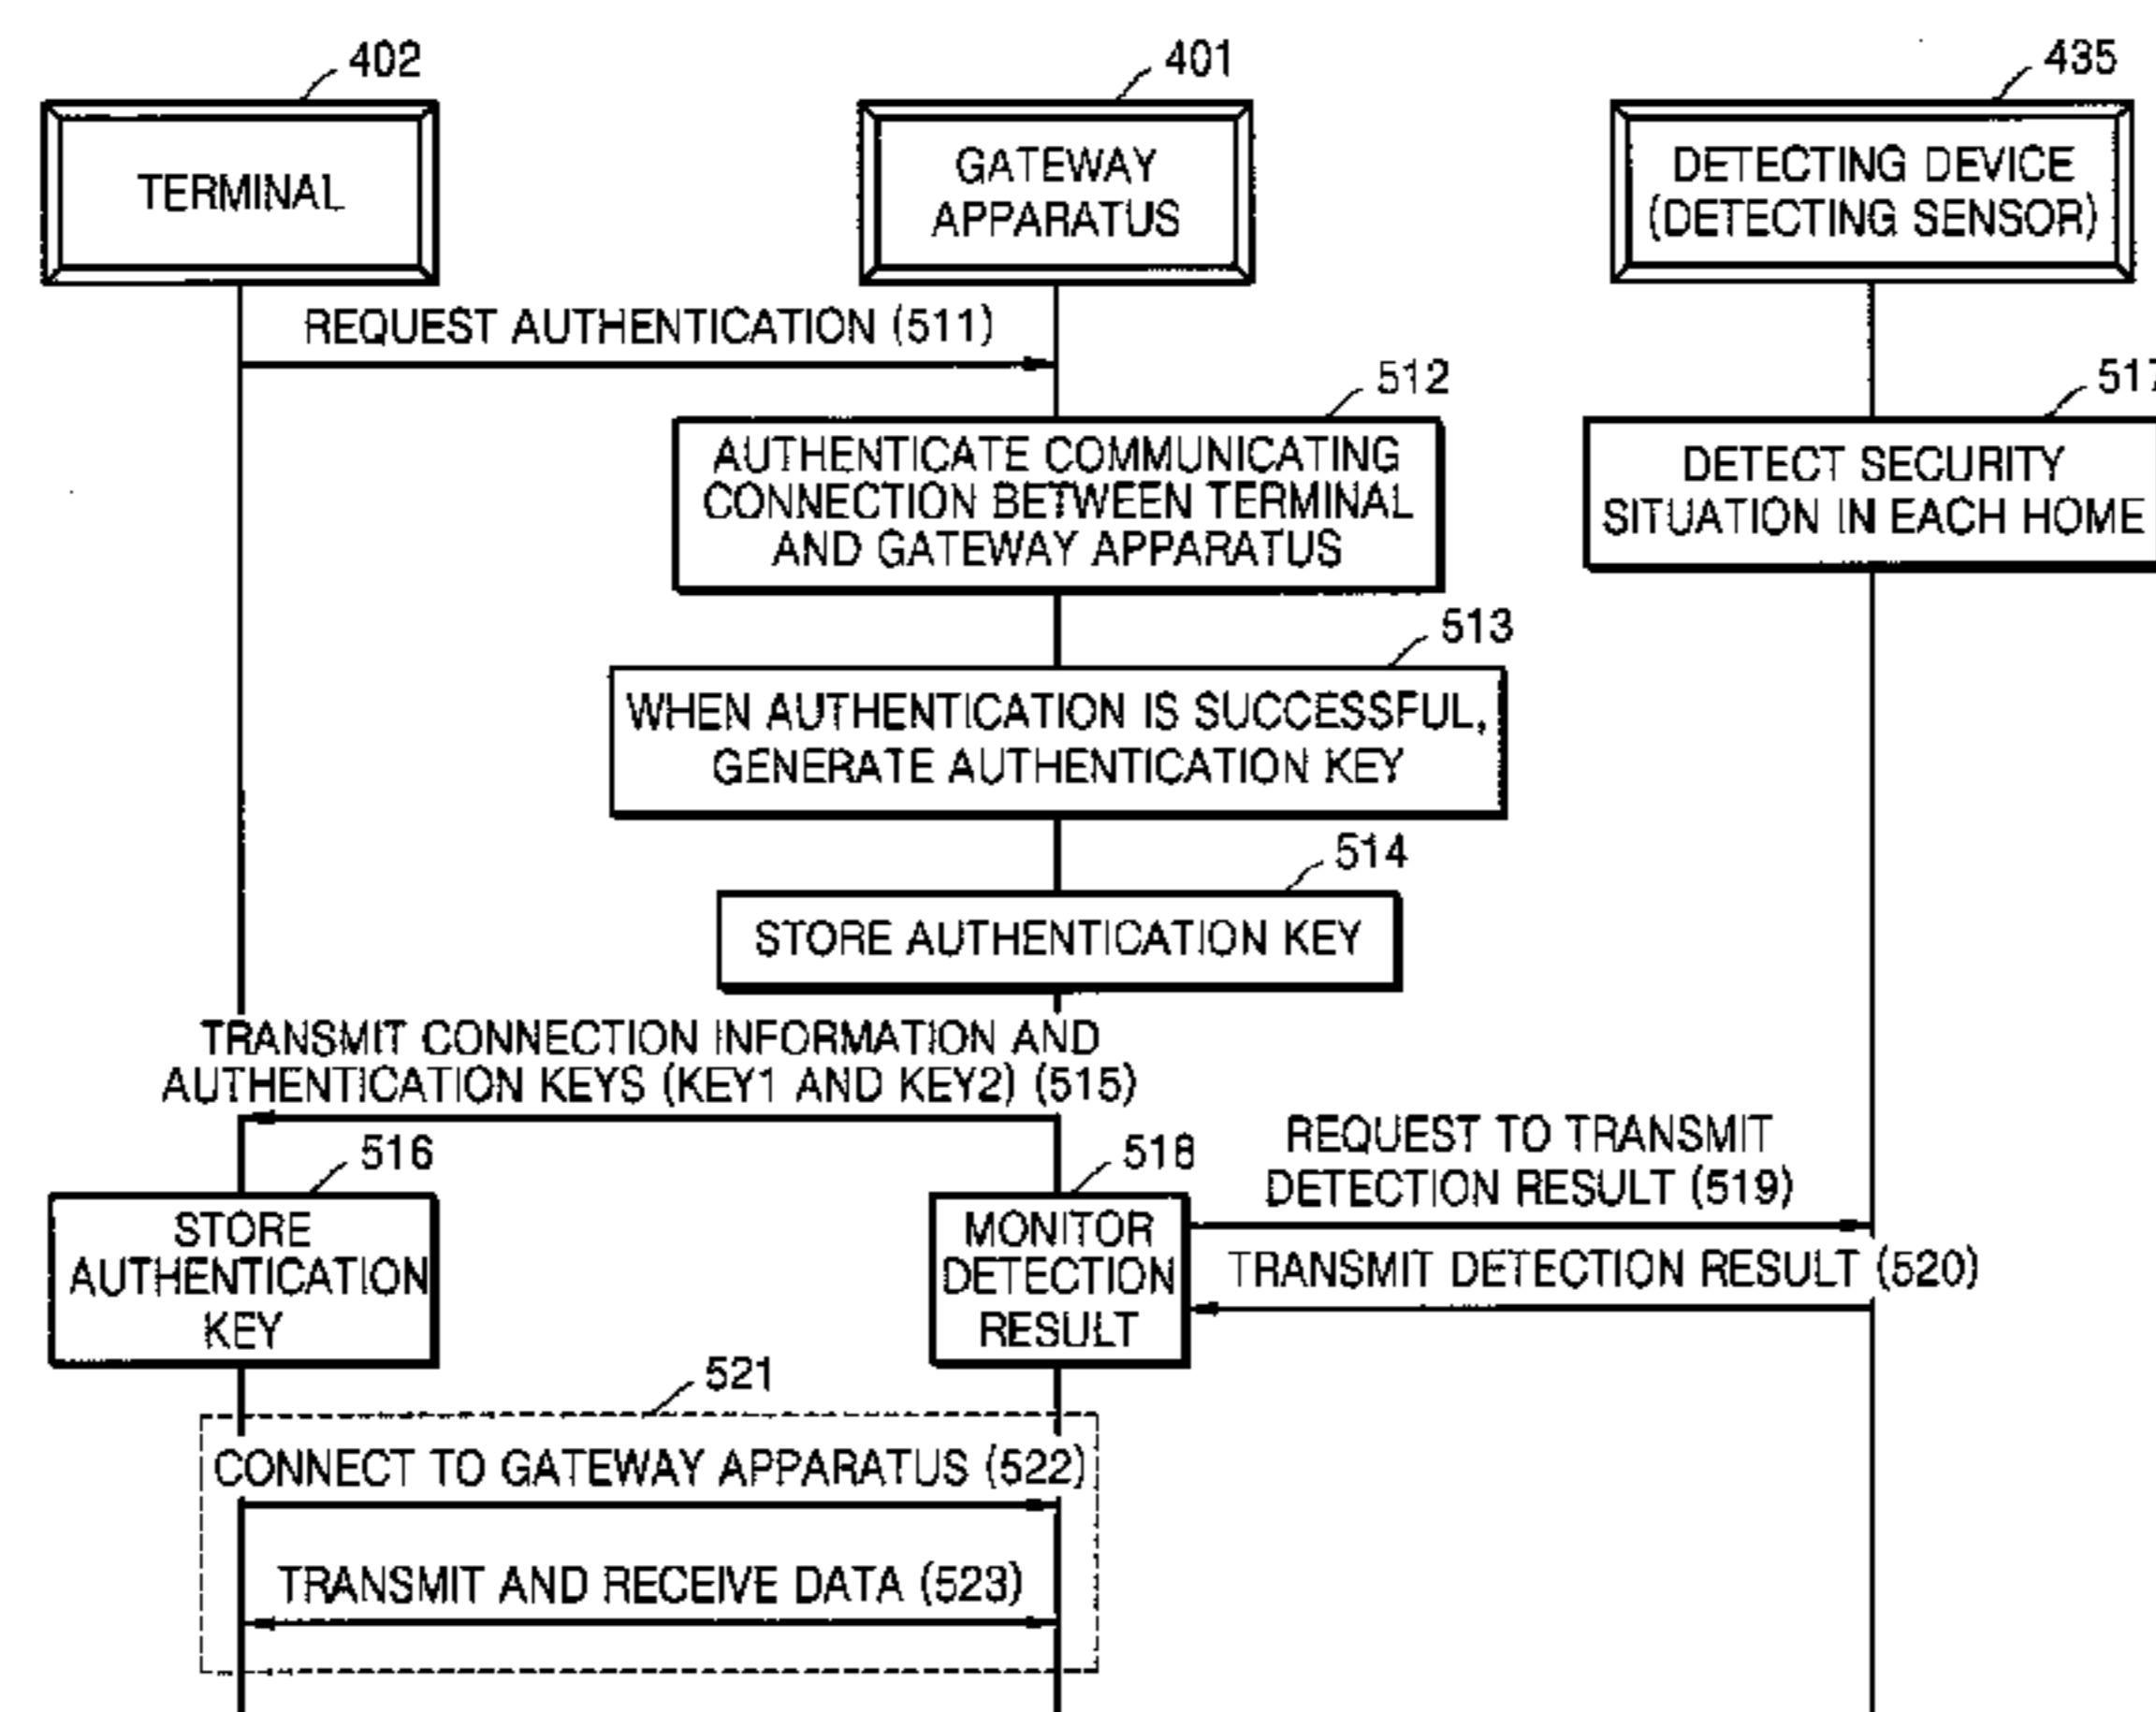 402
401
435
TERMINAL
GATEWAY
APPARATUS
DETECTING DEVICE
(DETECTING SENSOR)
REQUEST AUTHENTICATION (511)
512
517
AUTHENTICATE COMMUNICATING
CONNECTION BETWEEN TERMINAL
AND GATEWAY APPARATUS
DETECT SECURITY
SITUATION IN EACH HOME
513
WHEN AUTHENTICATION IS SUCCESSFUL,
GENERATE AUTHENTICATION KEY
514
STORE AUTHENTICATION KEY
TRANSMIT CONNECTION INFORMATION AND
AUTHENTICATION KEYS (KEY1 AND KEY2) (515)
516
518
REQUEST TO TRANSMIT
DETECTION RESULT (519)
STORE
AUTHENTICATION
KEY
MONITOR
DETECTION
RESULT
TRANSMIT DETECTION RESULT (520)
521
CONNECT TO GATEWAY APPARATUS (522)
TRANSMIT AND RECEIVE DATA (523)